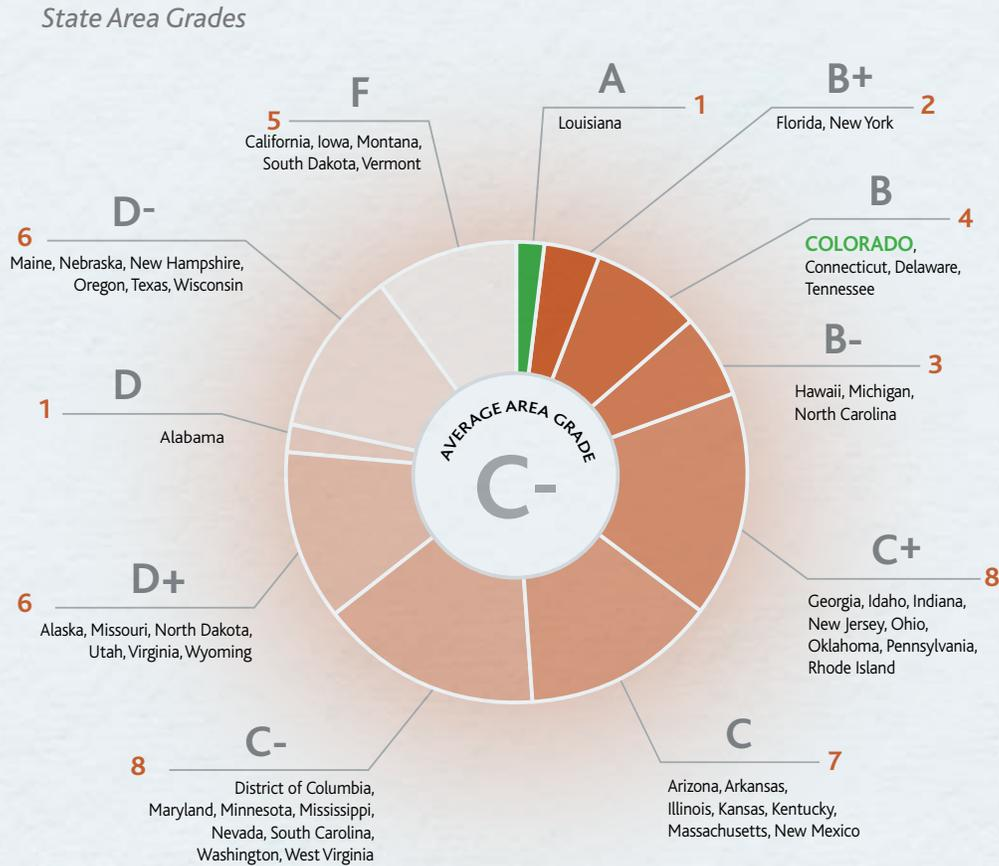 State Area Grades
A
1
Louisiana
B+
2
Florida, New York
B
4
COLORADO,
Connecticut, Delaware,
Tennessee
B-
3
Hawaii, Michigan,
North Carolina
C+
8
Georgia, Idaho, Indiana,
New Jersey, Ohio,
Oklahoma, Pennsylvania,
Rhode Island
C
7
Arizona, Arkansas,
Illinois, Kansas, Kentucky,
Massachusetts, New Mexico
C-
8
District of Columbia,
Maryland, Minnesota, Mississippi,
Nevada, South Carolina,
Washington, West Virginia
D+
6
Alaska, Missouri, North Dakota,
Utah, Virginia, Wyoming
D
1
Alabama
D-
6
Maine, Nebraska, New Hampshire,
Oregon, Texas, Wisconsin
F
5
California, Iowa, Montana,
South Dakota, Vermont
AVERAGE AREA GRADE
C-